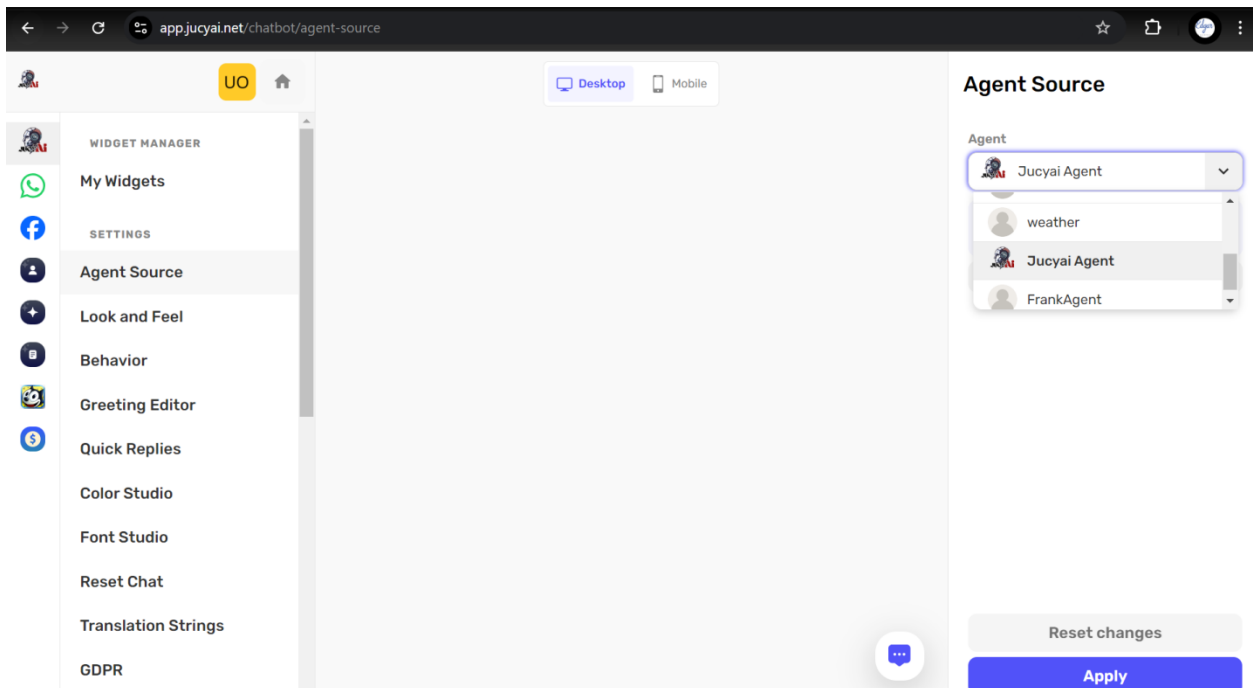 app.jucyai.net/chatbot/agent-source
UO
Desktop
Mobile
Agent Source
Agent
Jucyai Agent
weather
Jucyai Agent
FrankAgent
WIDGET MANAGER
My Widgets
SETTINGS
Agent Source
Look and Feel
Behavior
Greeting Editor
Quick Replies
Color Studio
Font Studio
Reset Chat
Translation Strings
GDPR
Reset changes
Apply